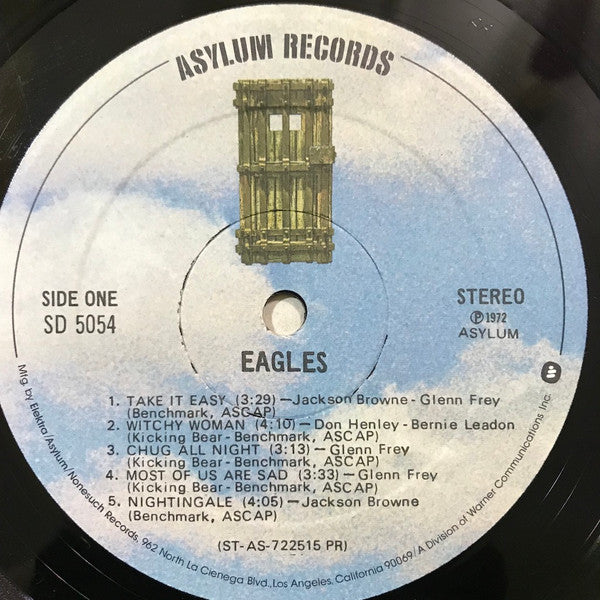 ASYLUM RECORDS
SIDE ONE
SD 5054
STEREO
Ⓟ 1972
ASYLUM
EAGLES
1. TAKE IT EASY (3:29) — Jackson Browne - Glenn Frey
(Benchmark, ASCAP)
2. WITCHY WOMAN (4:10) — Don Henley - Bernie Leadon
(Kicking Bear - Benchmark, ASCAP)
3. CHUG ALL NIGHT (3:13) — Glenn Frey
(Kicking Bear - Benchmark, ASCAP)
4. MOST OF US ARE SAD (3:33) — Glenn Frey
(Kicking Bear - Benchmark, ASCAP)
5. NIGHTINGALE (4:05) — Jackson Browne
(Benchmark, ASCAP)
(ST-AS-722515 PR)
Mfg. by Elektra/Asylum/Nonesuch Records, 962 North La Cienega Blvd., Los Angeles, California 90069/A Division of Warner Communications Inc.